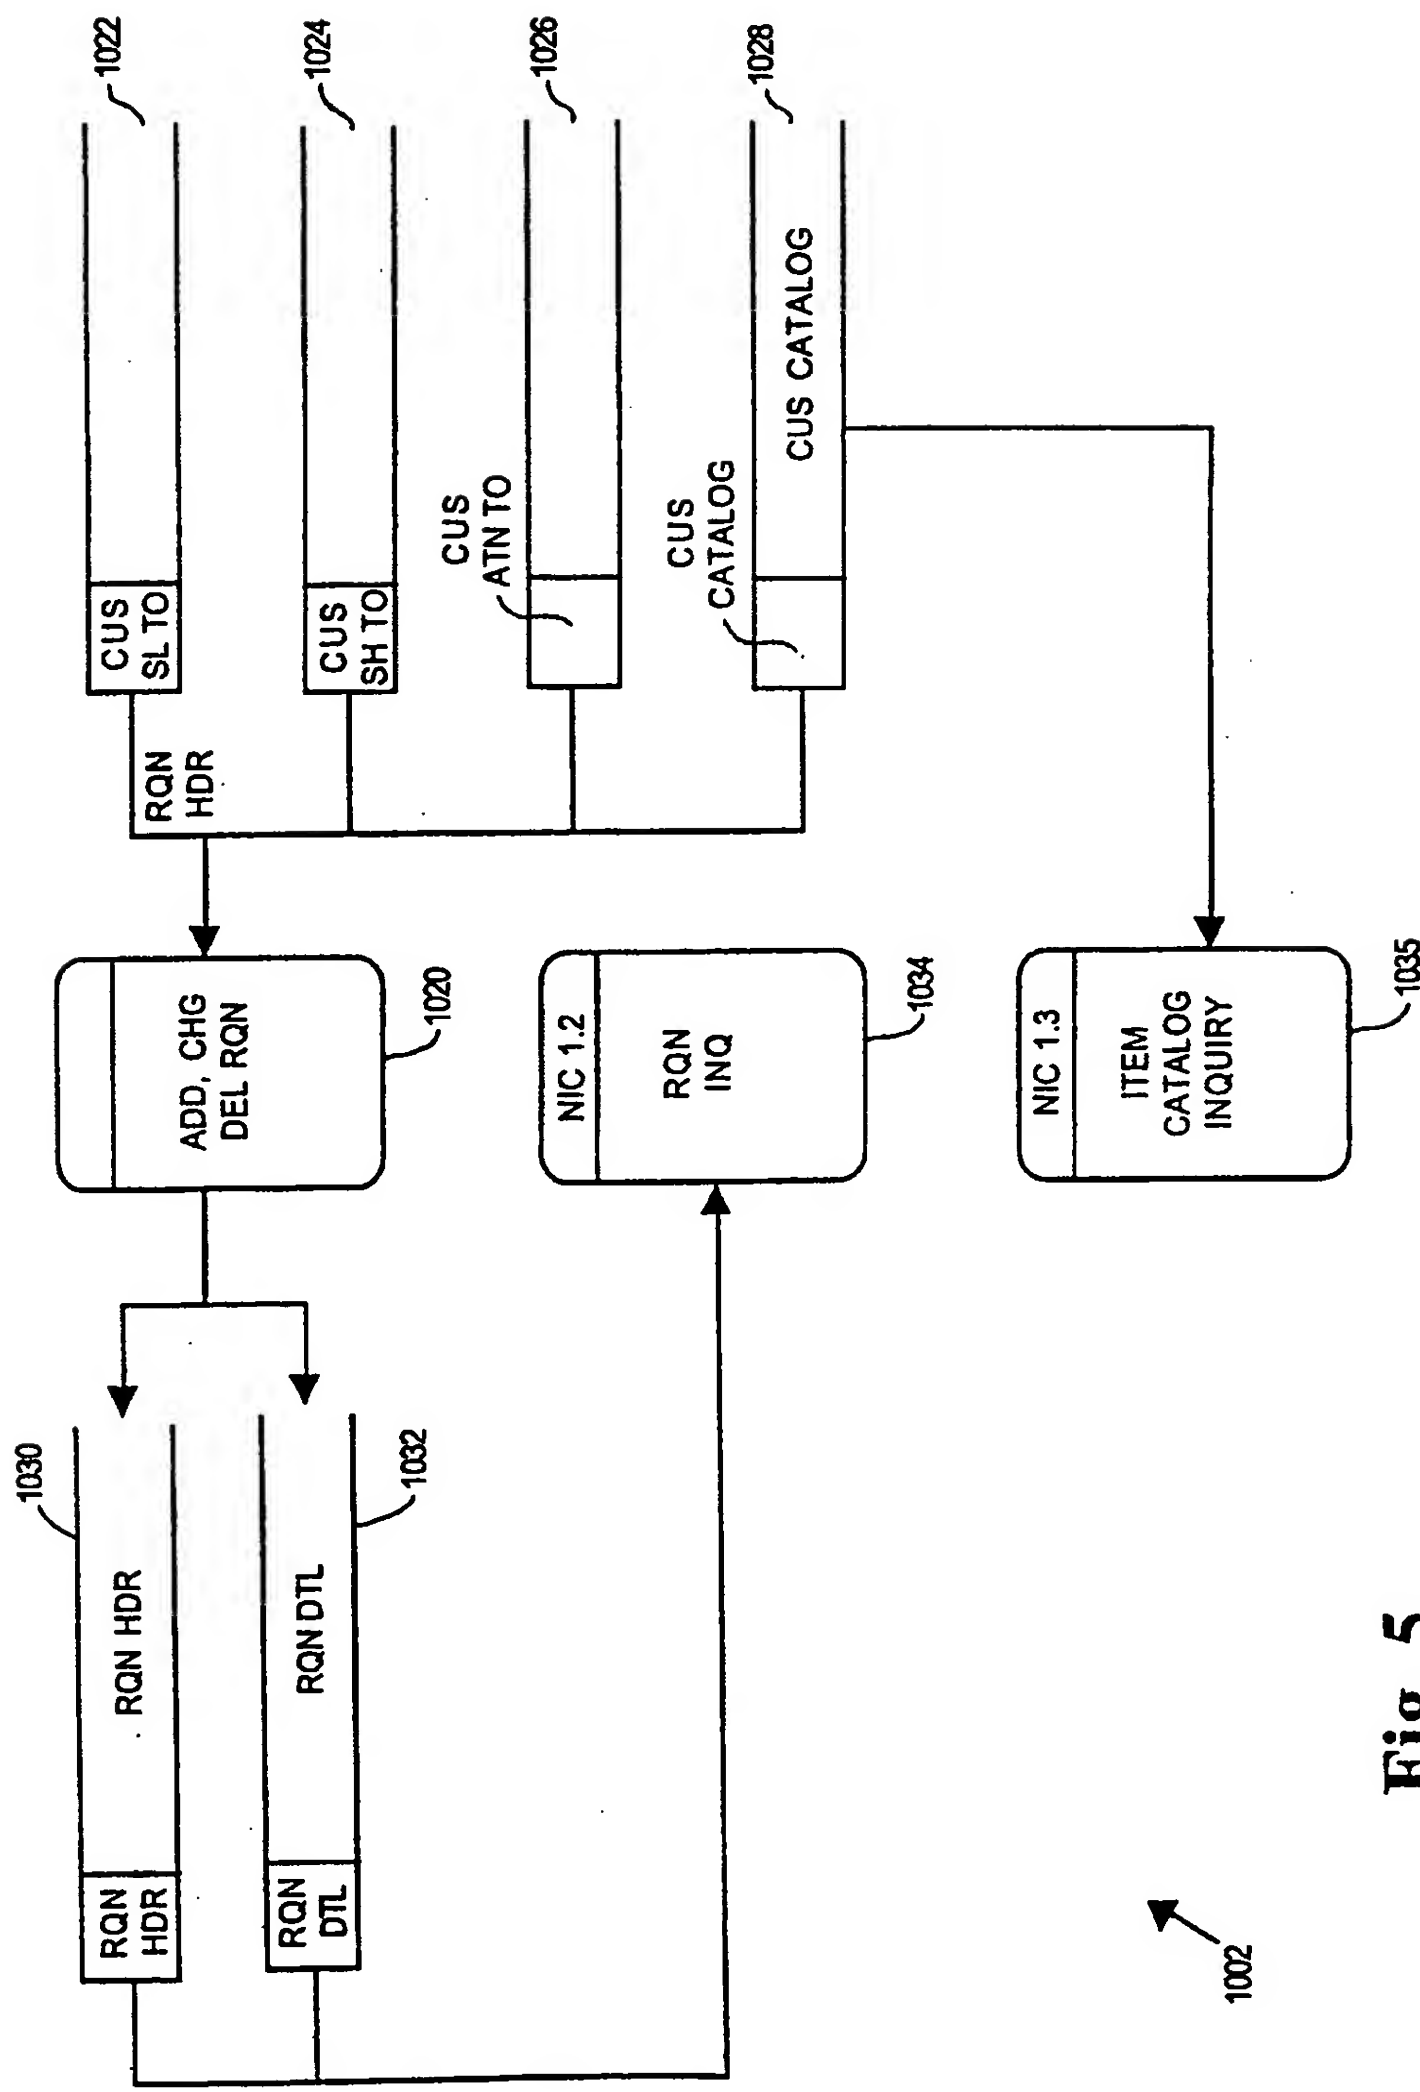 1030
RQN
HDR
RQN HDR
RQN
DTL
RQN DTL
1032
ADD, CHG
DEL RQN
1020
NIC 1.2
RQN
INQ
1034
NIC 1.3
ITEM
CATALOG
INQUIRY
1035
RQN
HDR
CUS
SL TO
1022
CUS
SH TO
1024
CUS
ATN TO
1026
CUS
CATALOG
CUS CATALOG
1028
1002
Fig. 5